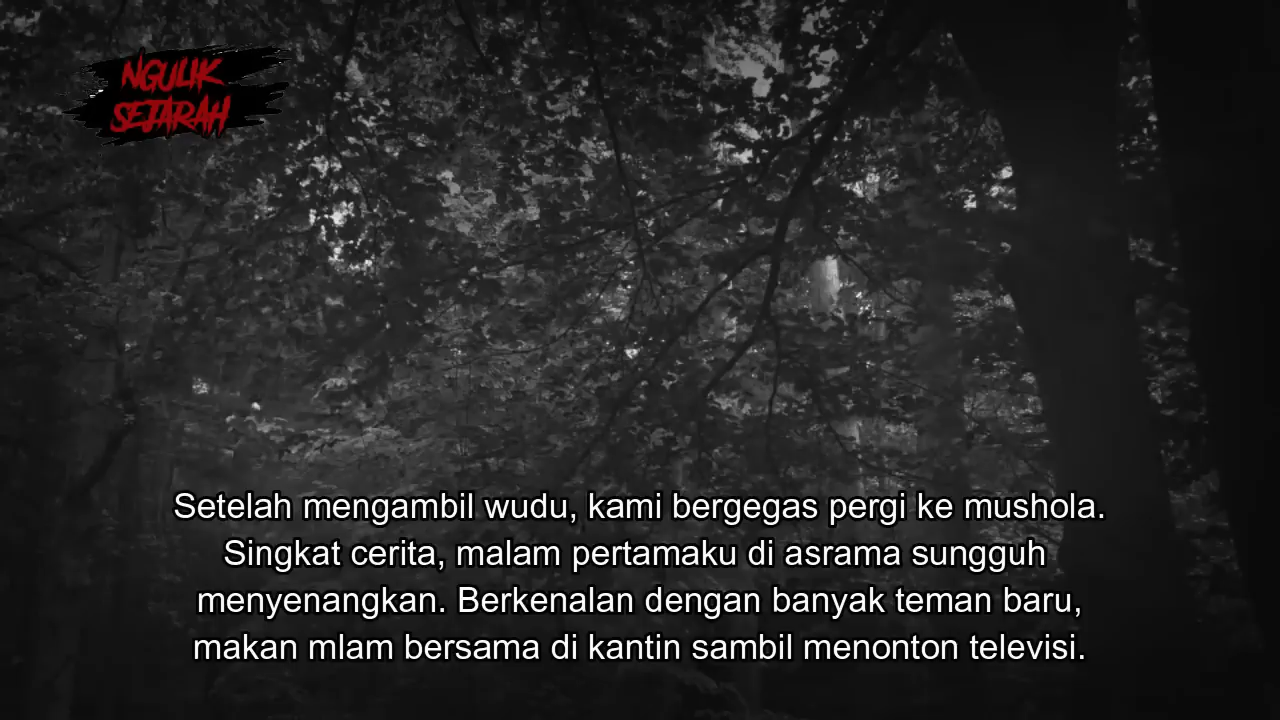 NGULIK
SEJARAH
Setelah mengambil wudu, kami bergegas pergi ke mushola.
Singkat cerita, malam pertamaku di asrama sungguh
menyenangkan. Berkenalan dengan banyak teman baru,
makan mlam bersama di kantin sambil menonton televisi.